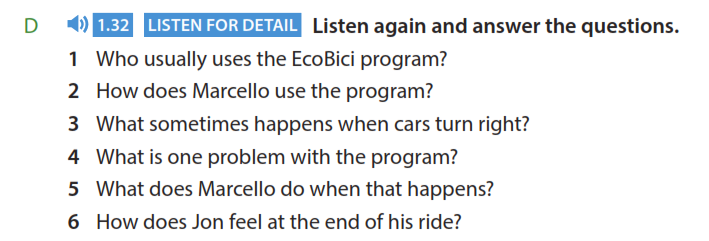 D 1.32 LISTEN FOR DETAIL Listen again and answer the questions.
1 Who usually uses the EcoBici program?
2 How does Marcello use the program?
3 What sometimes happens when cars turn right?
4 What is one problem with the program?
5 What does Marcello do when that happens?
6 How does Jon feel at the end of his ride?